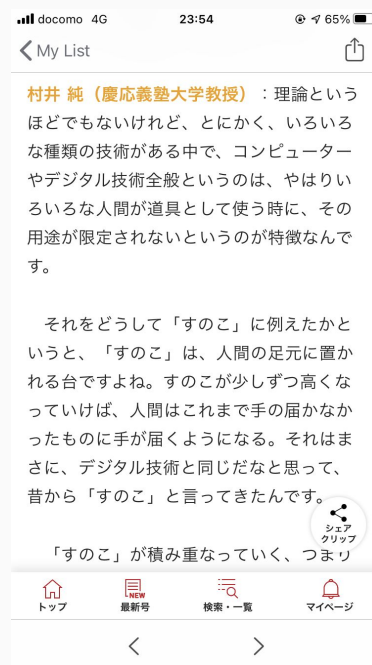 docomo 4G 23:54 65%
My List
村井 純(慶応義塾大学教授):理論という
ほどでもないけれど、とにかく、いろいろ
な種類の技術がある中で、コンピューター
やデジタル技術全般というのは、やはりい
ろいろな人間が道具として使う時に、その
用途が限定されないというのが特徴なんで
す。
それをどうして「すのこ」に例えたかと
いうと、「すのこ」は、人間の足元に置か
れる台ですよね。すのこが少しずつ高くな
っていけば、人間はこれまで手の届かなか
ったものに手が届くようになる。それはま
さに、デジタル技術と同じだなと思って、
昔から「すのこ」と言ってきたんです。
シェア
クリップ
「すのこ」が積み重なっていく、つまり
NEW
トップ 最新号 検索・一覧 マイページ